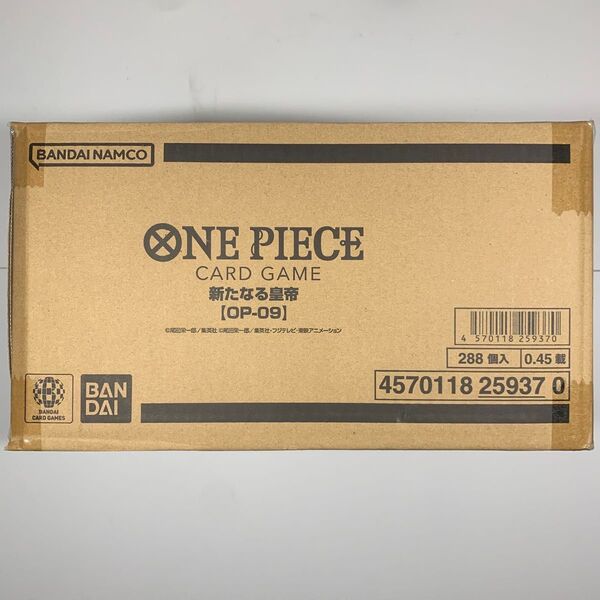 BANDAI NAMCO
ONE PIECE
CARD GAME
新たなる皇帝
【OP-09】
©尾田栄一郎/集英社 ©尾田栄一郎/集英社・フジテレビ・東映アニメーション
4 570118 259370
288 個入 0.45 載
4570118 25937 0
BANDAI
CARD GAMES
BAN
DAI